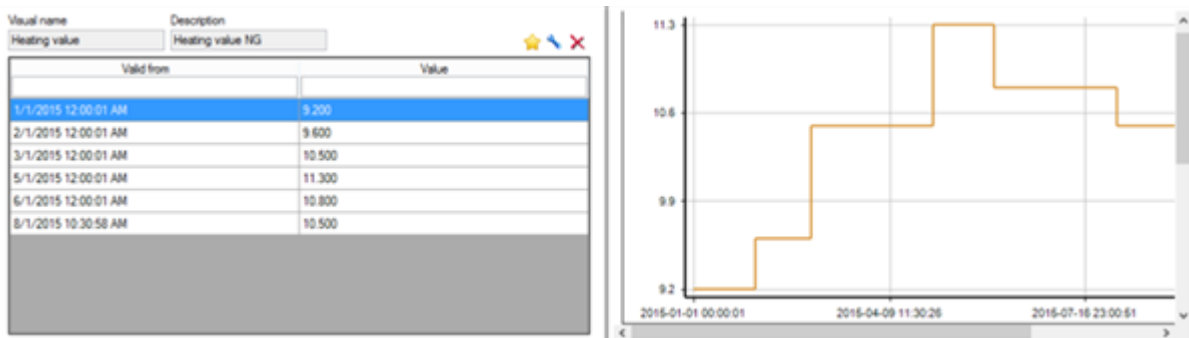 Visual name Description
Heating value Heating value NG
Valid from Value
1/1/2015 12:00:01 AM 9.200
2/1/2015 12:00:01 AM 9.600
3/1/2015 12:00:01 AM 10.500
5/1/2015 12:00:01 AM 11.300
6/1/2015 12:00:01 AM 10.800
8/1/2015 10:30:58 AM 10.500
11.3
10.6
9.9
9.2
2015-01-01 00:00:01 2015-04-09 11:30:26 2015-07-16 23:00:51